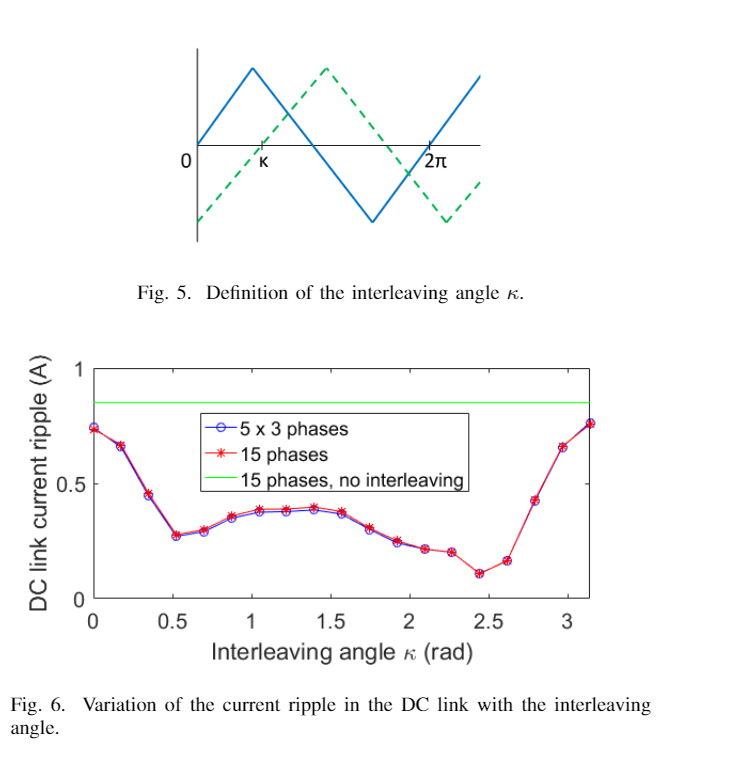 0
κ
2π
Fig. 5. Definition of the interleaving angle κ.
DC link current ripple (A)
1
0.5
0
5 x 3 phases
15 phases
15 phases, no interleaving
0
0.5
1
1.5
2
2.5
3
Interleaving angle κ (rad)
Fig. 6. Variation of the current ripple in the DC link with the interleaving
angle.